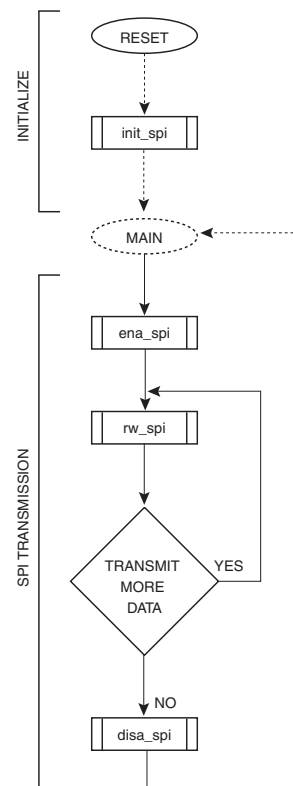 INITIALIZE
RESET
init_spi
MAIN
SPI TRANSMISSION
ena_spi
rw_spi
TRANSMIT
MORE
DATA
YES
NO
disa_spi